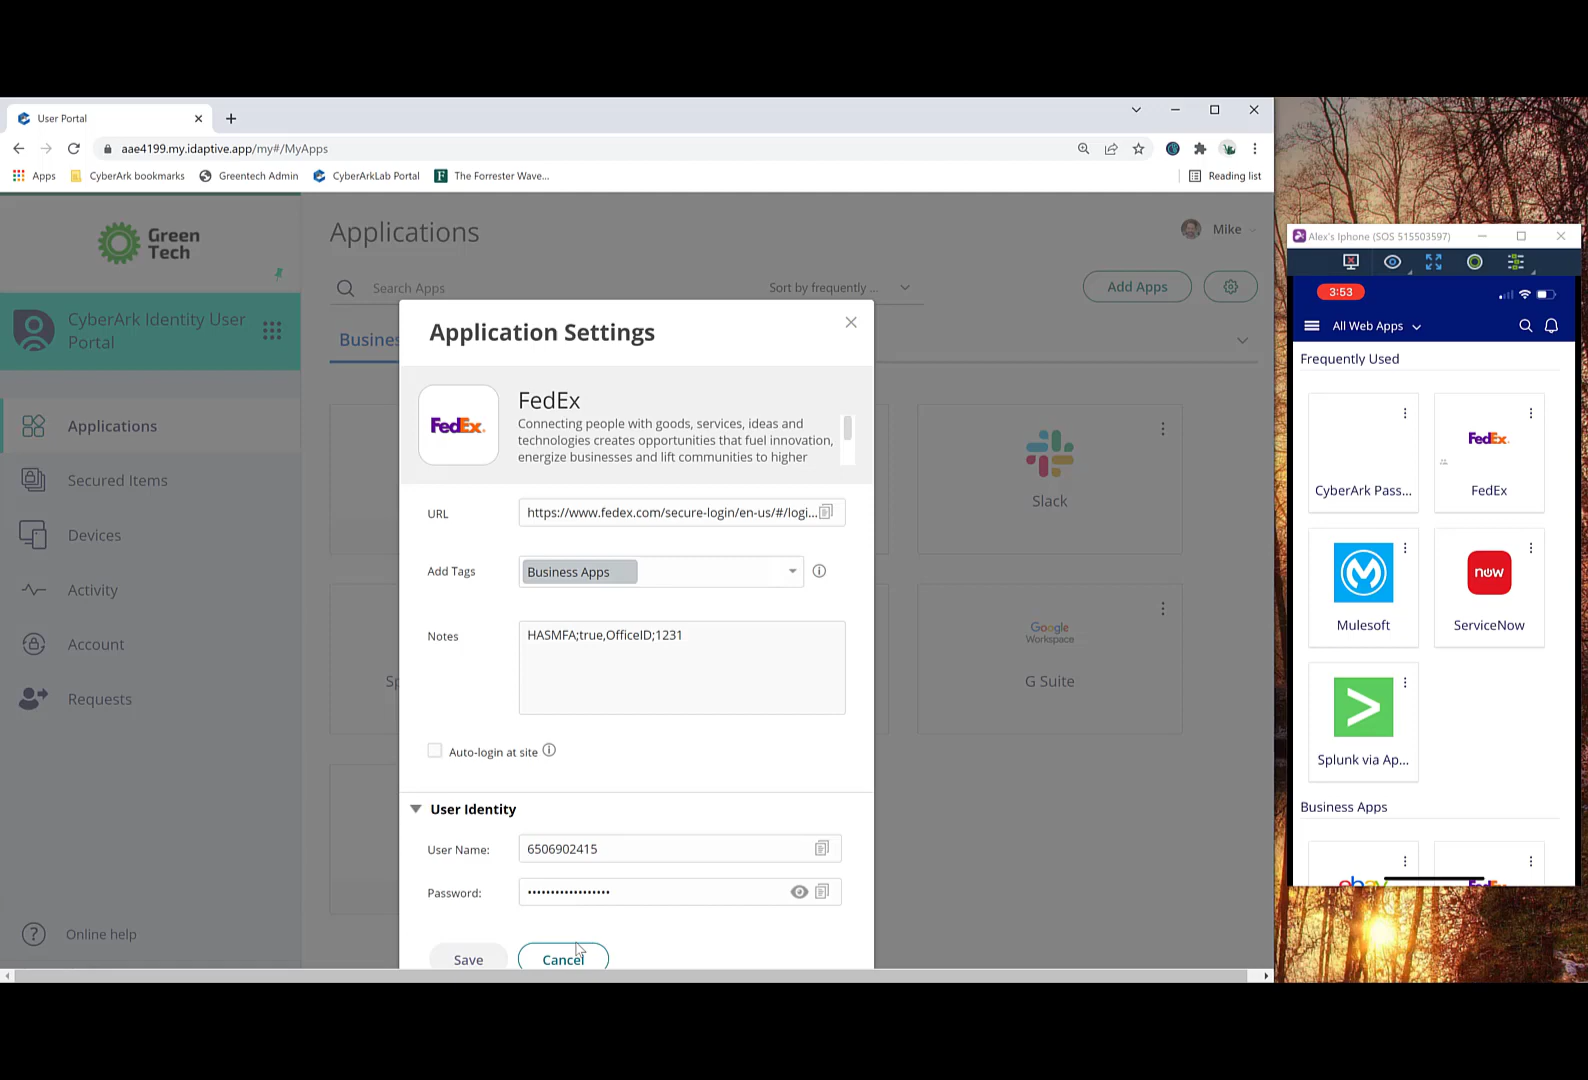 User Portal
aae4199.my.idaptive.app/my#/MyApps
Apps
CyberArk bookmarks
Greentech Admin
CyberArkLab Portal
F
The Forrester Wave...
Reading list
Green
Tech
CyberArk Identity User
Portal
Applications
Secured Items
Devices
Activity
Account
Requests
Online help
Applications
Mike
Search Apps
Sort by frequently ...
Add Apps
Busines
Slack
Google
Workspace
G Suite
Sp
Application Settings
FedEx.
FedEx
Connecting people with goods, services, ideas and
technologies creates opportunities that fuel innovation,
energize businesses and lift communities to higher
URL
https://www.fedex.com/secure-login/en-us/#/logi...
Add Tags
Business Apps
Notes
HASMFA;true,OfficeID;1231
Auto-login at site
User Identity
User Name:
6506902415
Password:
••••••••••••••••••
Save
Cancel
Alex's Iphone (SOS 515503597)
3:53
All Web Apps
Frequently Used
CyberArk Pass...
FedEx.
FedEx
Mulesoft
now
ServiceNow
Splunk via Ap...
Business Apps
ebay
FedEx